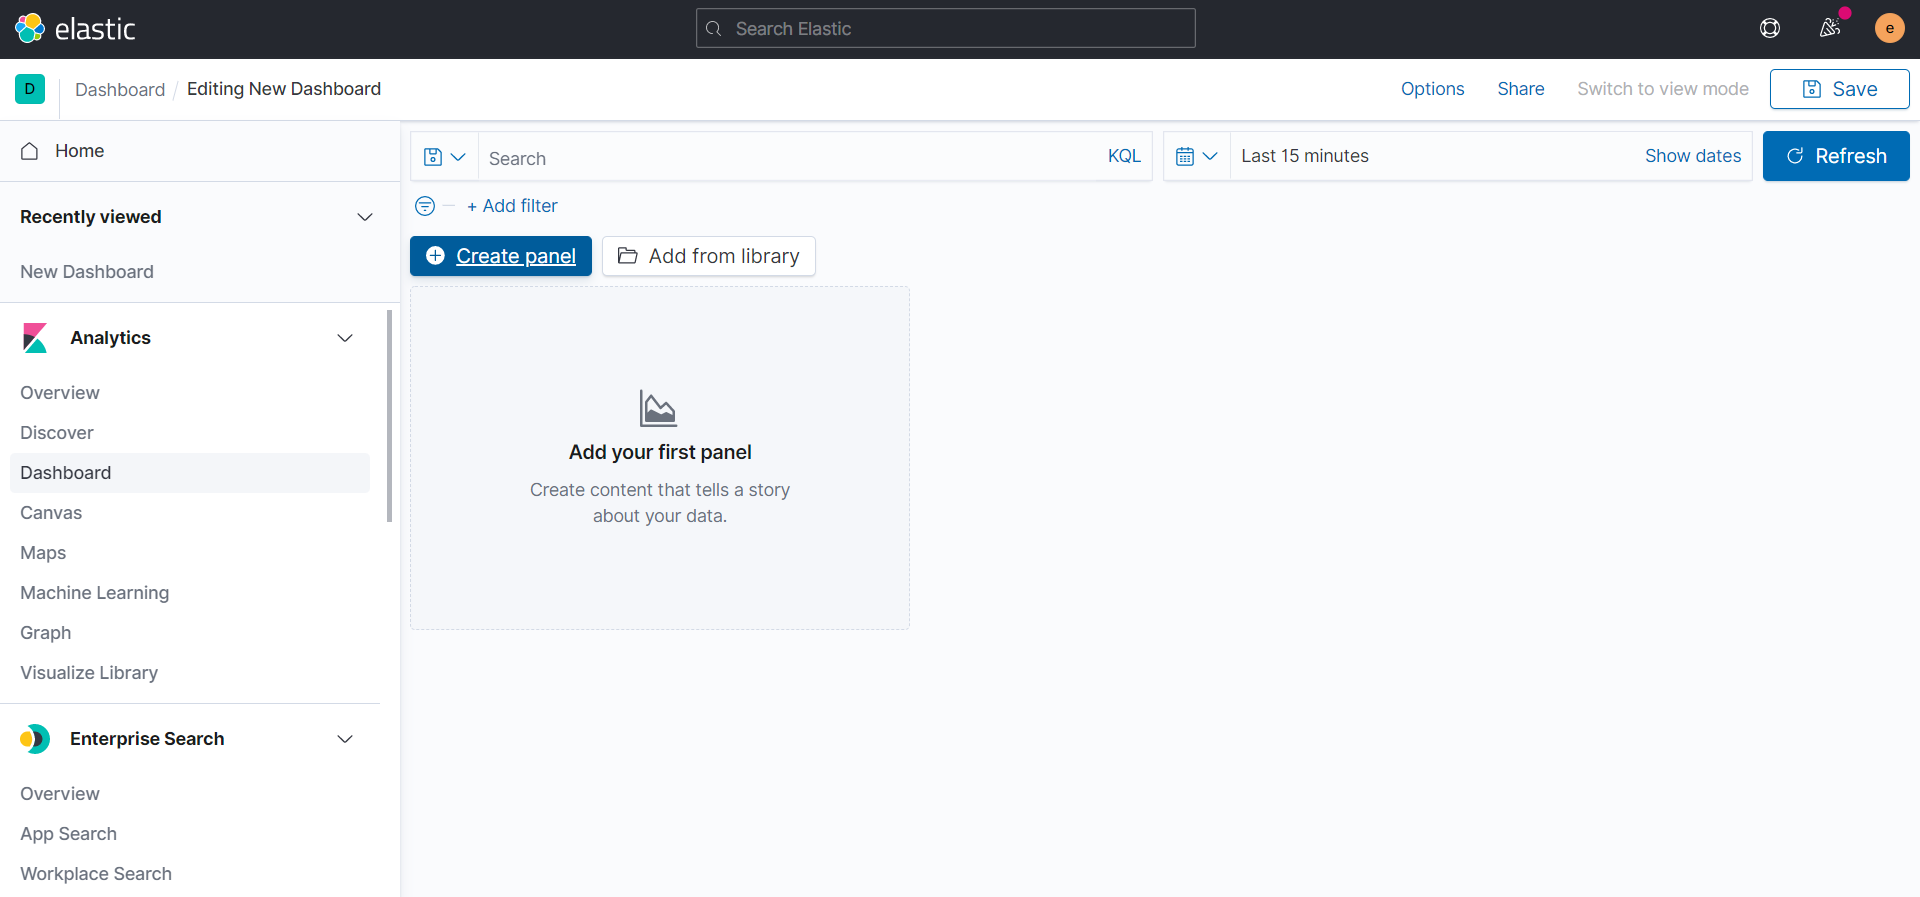 elastic
Search Elastic
e
D
Dashboard / Editing New Dashboard
Options
Share
Switch to view mode
Save
Home
Recently viewed
New Dashboard
Analytics
Overview
Discover
Dashboard
Canvas
Maps
Machine Learning
Graph
Visualize Library
Enterprise Search
Overview
App Search
Workplace Search
Search
KQL
Last 15 minutes
Show dates
Refresh
+ Add filter
Create panel
Add from library
Add your first panel
Create content that tells a story
about your data.